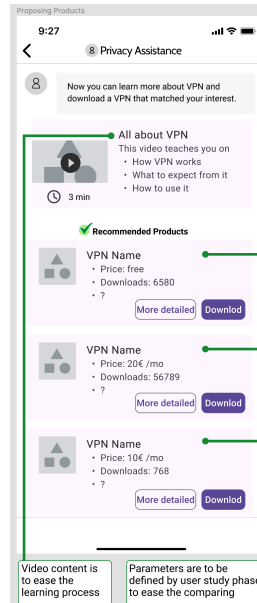 Proposing Products
9:27
Privacy Assistance
Now you can learn more about VPN and
download a VPN that matched your interest.
All about VPN
This video teaches you on
• How VPN works
• What to expect from it
• How to use it
3 min
Recommended Products
VPN Name
• Price: free
• Downloads: 6580
• ?
More detailed Downlod
VPN Name
• Price: 20€ /mo
• Downloads: 56789
• ?
More detailed Downlod
VPN Name
• Price: 10€ /mo
• Downloads: 768
• ?
More detailed Downlod
Video content is
to ease the
learning process
Parameters are to be
defined by user study phase
to ease the comparing